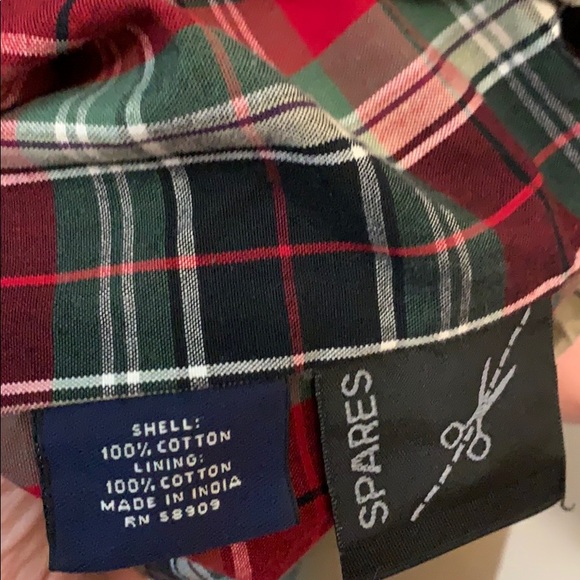 SHELL:
100% COTTON
LINING:
100% COTTON
MADE IN INDIA
RN 58909
SPARES